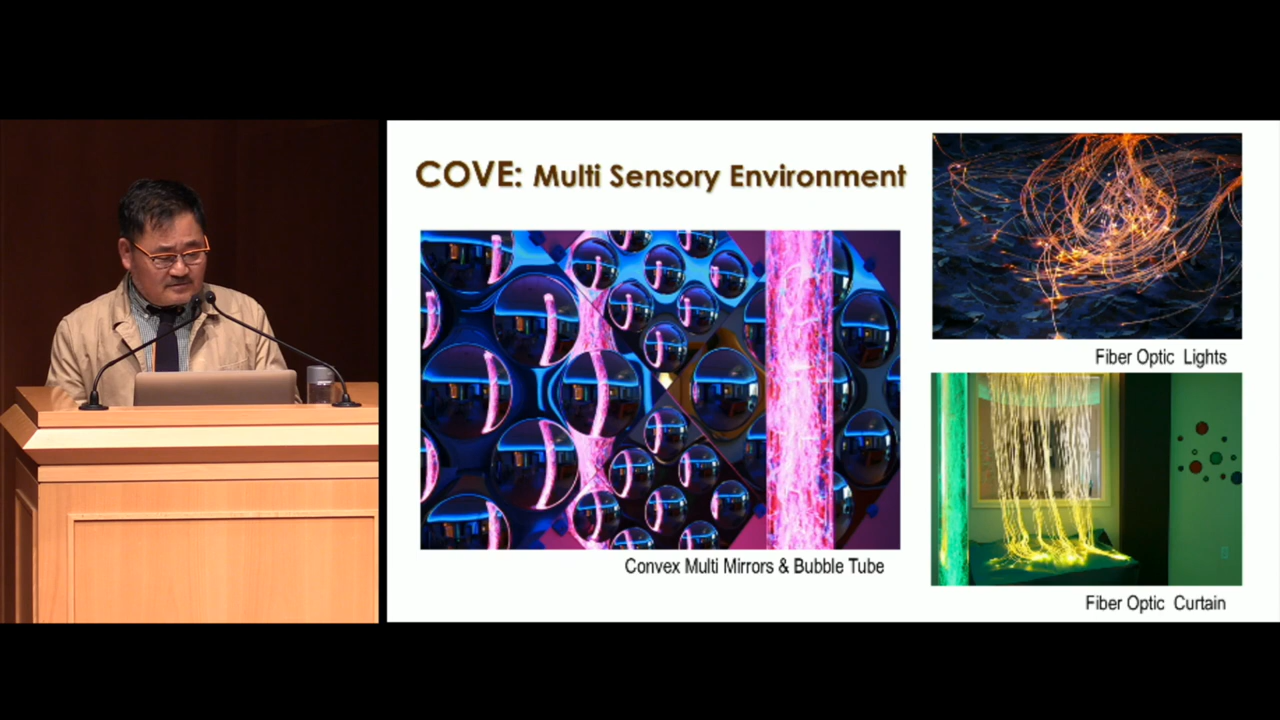 COVE: Multi Sensory Environment
Fiber Optic Lights
Convex Multi Mirrors & Bubble Tube
Fiber Optic Curtain